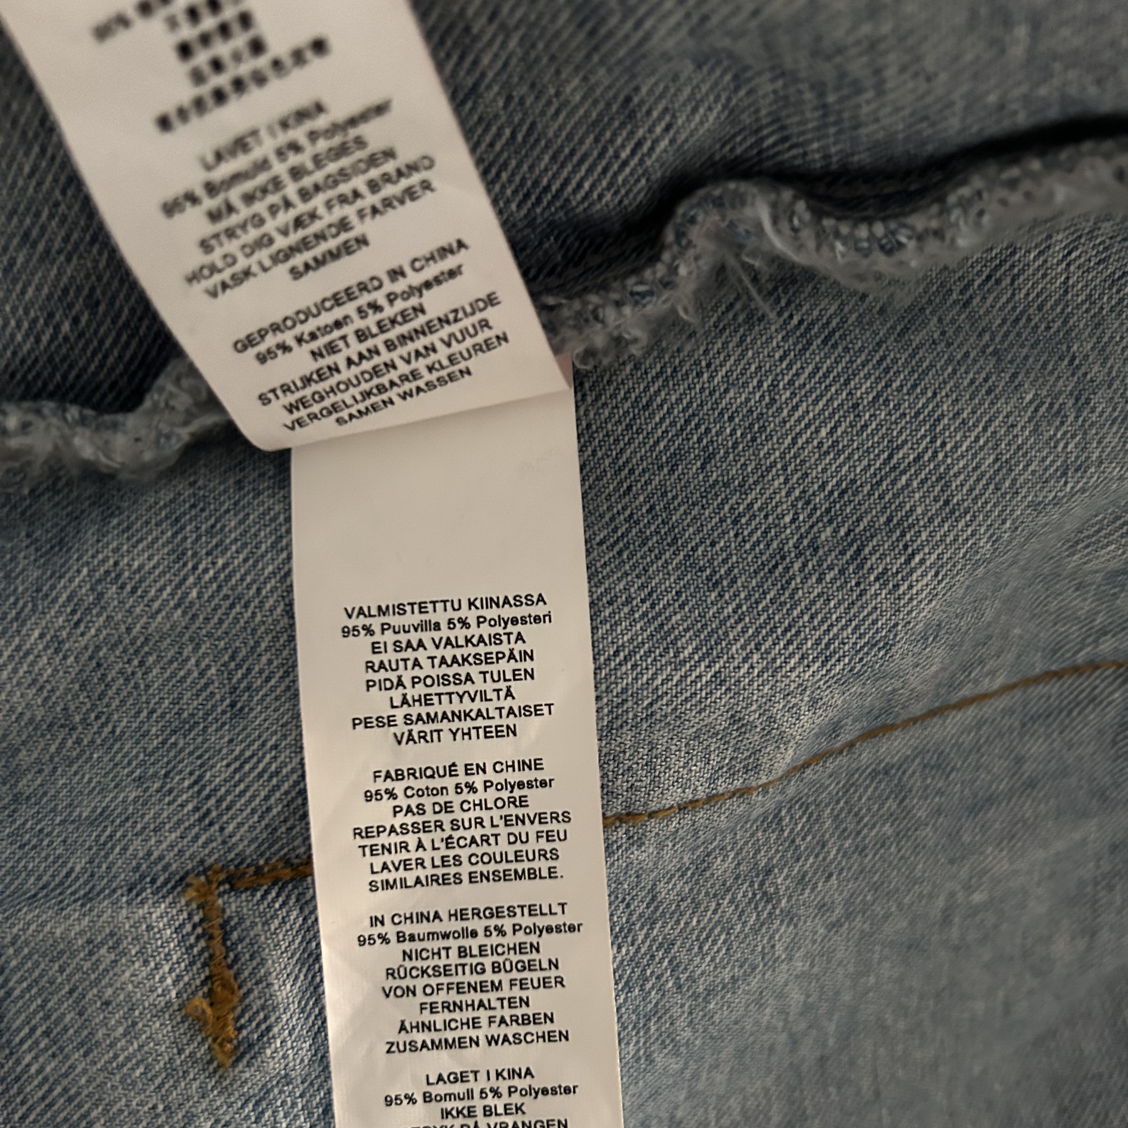 LAVET I KINA
95% Bomuld 5% Polyester
MÅ IKKE BLEGES
STRYG PÅ BAGSIDEN
HOLD DIG VÆK FRA BRAND
VASK LIGNENDE FARVER
SAMMEN
GEPRODUCEERD IN CHINA
95% Katoen 5% Polyester
NIET BLEKEN
STRIJKEN AAN BINNENZIJDE
WEGHOUDEN VAN VUUR
VERGELIJKBARE KLEUREN
SAMEN WASSEN
VALMISTETTU KIINASSA
95% Puuvilla 5% Polyesteri
EI SAA VALKAISTA
RAUTA TAAKSEPÄIN
PIDÄ POISSA TULEN
LÄHETTYVILTÄ
PESE SAMANKALTAISET
VÄRIT YHTEEN
FABRIQUÉ EN CHINE
95% Coton 5% Polyester
PAS DE CHLORE
REPASSER SUR L'ENVERS
TENIR À L'ÉCART DU FEU
LAVER LES COULEURS
SIMILAIRES ENSEMBLE.
IN CHINA HERGESTELLT
95% Baumwolle 5% Polyester
NICHT BLEICHEN
RÜCKSEITIG BÜGELN
VON OFFENEM FEUER
FERNHALTEN
ÄHNLICHE FARBEN
ZUSAMMEN WASCHEN
LAGET I KINA
95% Bomull 5% Polyester
IKKE BLEK
PÅ VRANGEN